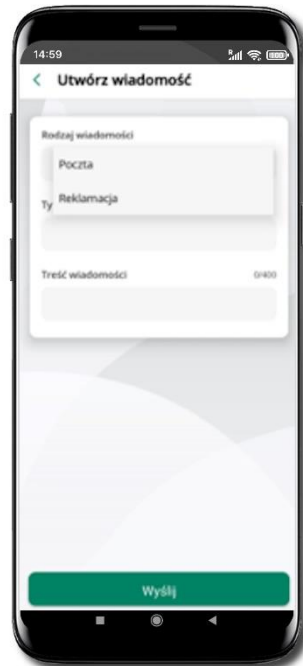 14:59
Utwórz wiadomość
Rodzaj wiadomości
Poczta
Ty
Reklamacja
Treść wiadomości 0/400
Wyślij